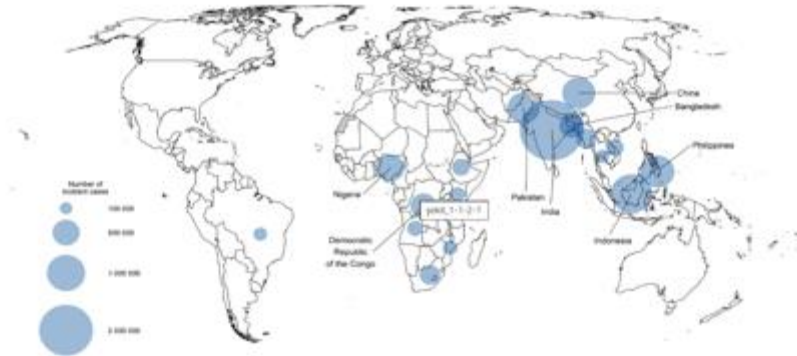 China
Bangladesh
Philippines
Number of
incident cases
100 000
500 000
1 000 000
2 000 000
Nigeria
Pakistan
India
Democratic
Republic
of the Congo
Indonesia